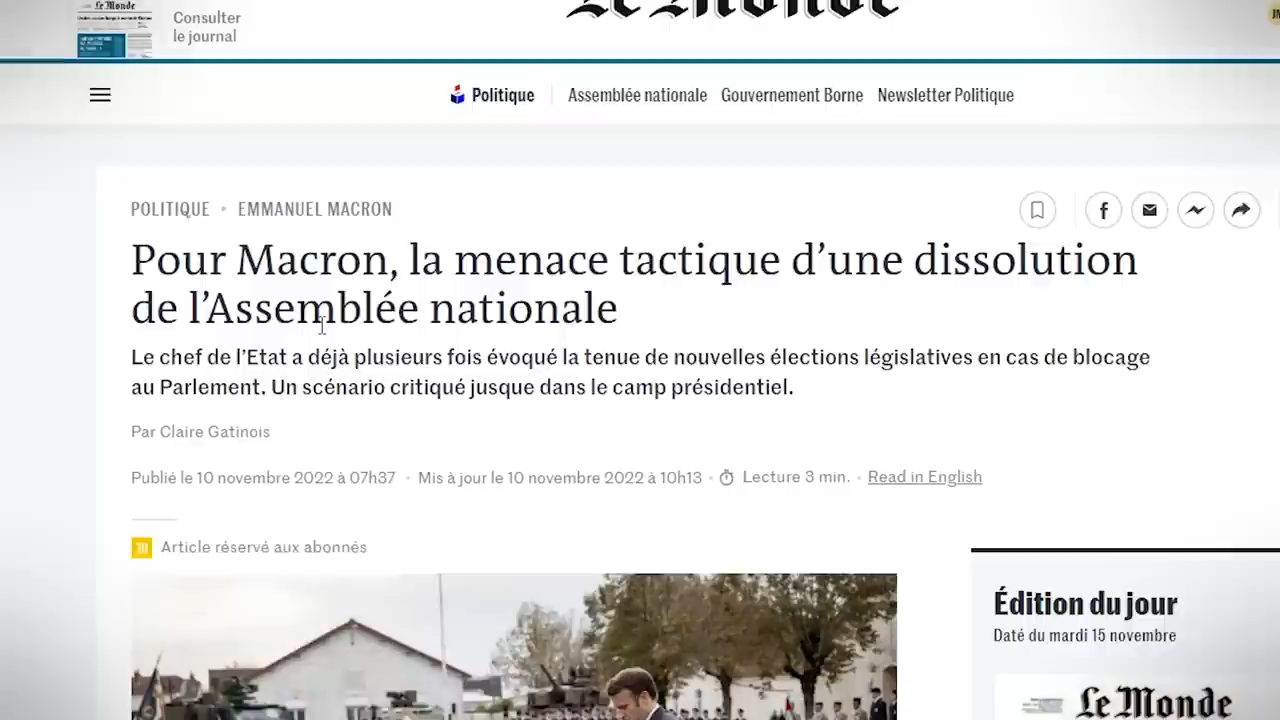 Le Monde
Consulter
le journal
Le Monde
Politique
Assemblée nationale
Gouvernement Borne
Newsletter Politique
POLITIQUE • EMMANUEL MACRON
Pour Macron, la menace tactique d’une dissolution
de l’Assemblée nationale
Le chef de l’Etat a déjà plusieurs fois évoqué la tenue de nouvelles élections législatives en cas de blocage
au Parlement. Un scénario critiqué jusque dans le camp présidentiel.
Par Claire Gatinois
Publié le 10 novembre 2022 à 07h37 • Mis à jour le 10 novembre 2022 à 10h13 • Lecture 3 min. • Read in English
Article réservé aux abonnés
Édition du jour
Daté du mardi 15 novembre
Le Monde